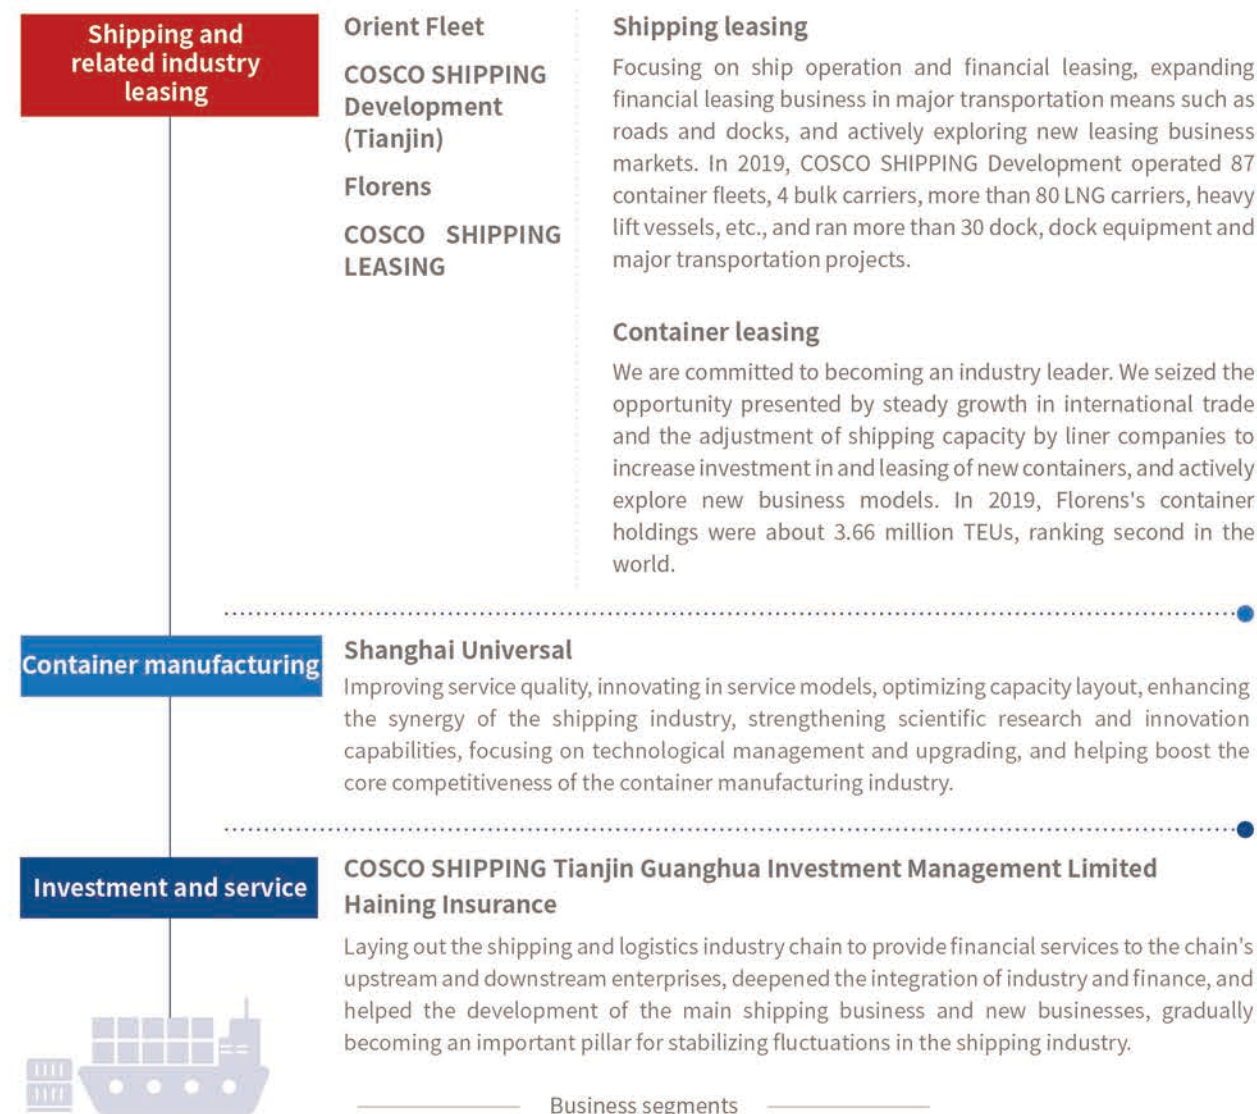 Shipping and
related industry
leasing
Orient Fleet
COSCO SHIPPING
Development
(Tianjin)
Florens
COSCO SHIPPING
LEASING
Shipping leasing
Focusing on ship operation and financial leasing, expanding
financial leasing business in major transportation means such as
roads and docks, and actively exploring new leasing business
markets. In 2019, COSCO SHIPPING Development operated 87
container fleets, 4 bulk carriers, more than 80 LNG carriers, heavy
lift vessels, etc., and ran more than 30 dock, dock equipment and
major transportation projects.
Container leasing
We are committed to becoming an industry leader. We seized the
opportunity presented by steady growth in international trade
and the adjustment of shipping capacity by liner companies to
increase investment in and leasing of new containers, and actively
explore new business models. In 2019, Florens's container
holdings were about 3.66 million TEUs, ranking second in the
world.
Container manufacturing
Shanghai Universal
Improving service quality, innovating in service models, optimizing capacity layout, enhancing
the synergy of the shipping industry, strengthening scientific research and innovation
capabilities, focusing on technological management and upgrading, and helping boost the
core competitiveness of the container manufacturing industry.
Investment and service
COSCO SHIPPING Tianjin Guanghua Investment Management Limited
Haining Insurance
Laying out the shipping and logistics industry chain to provide financial services to the chain's
upstream and downstream enterprises, deepened the integration of industry and finance, and
helped the development of the main shipping business and new businesses, gradually
becoming an important pillar for stabilizing fluctuations in the shipping industry.
Business segments